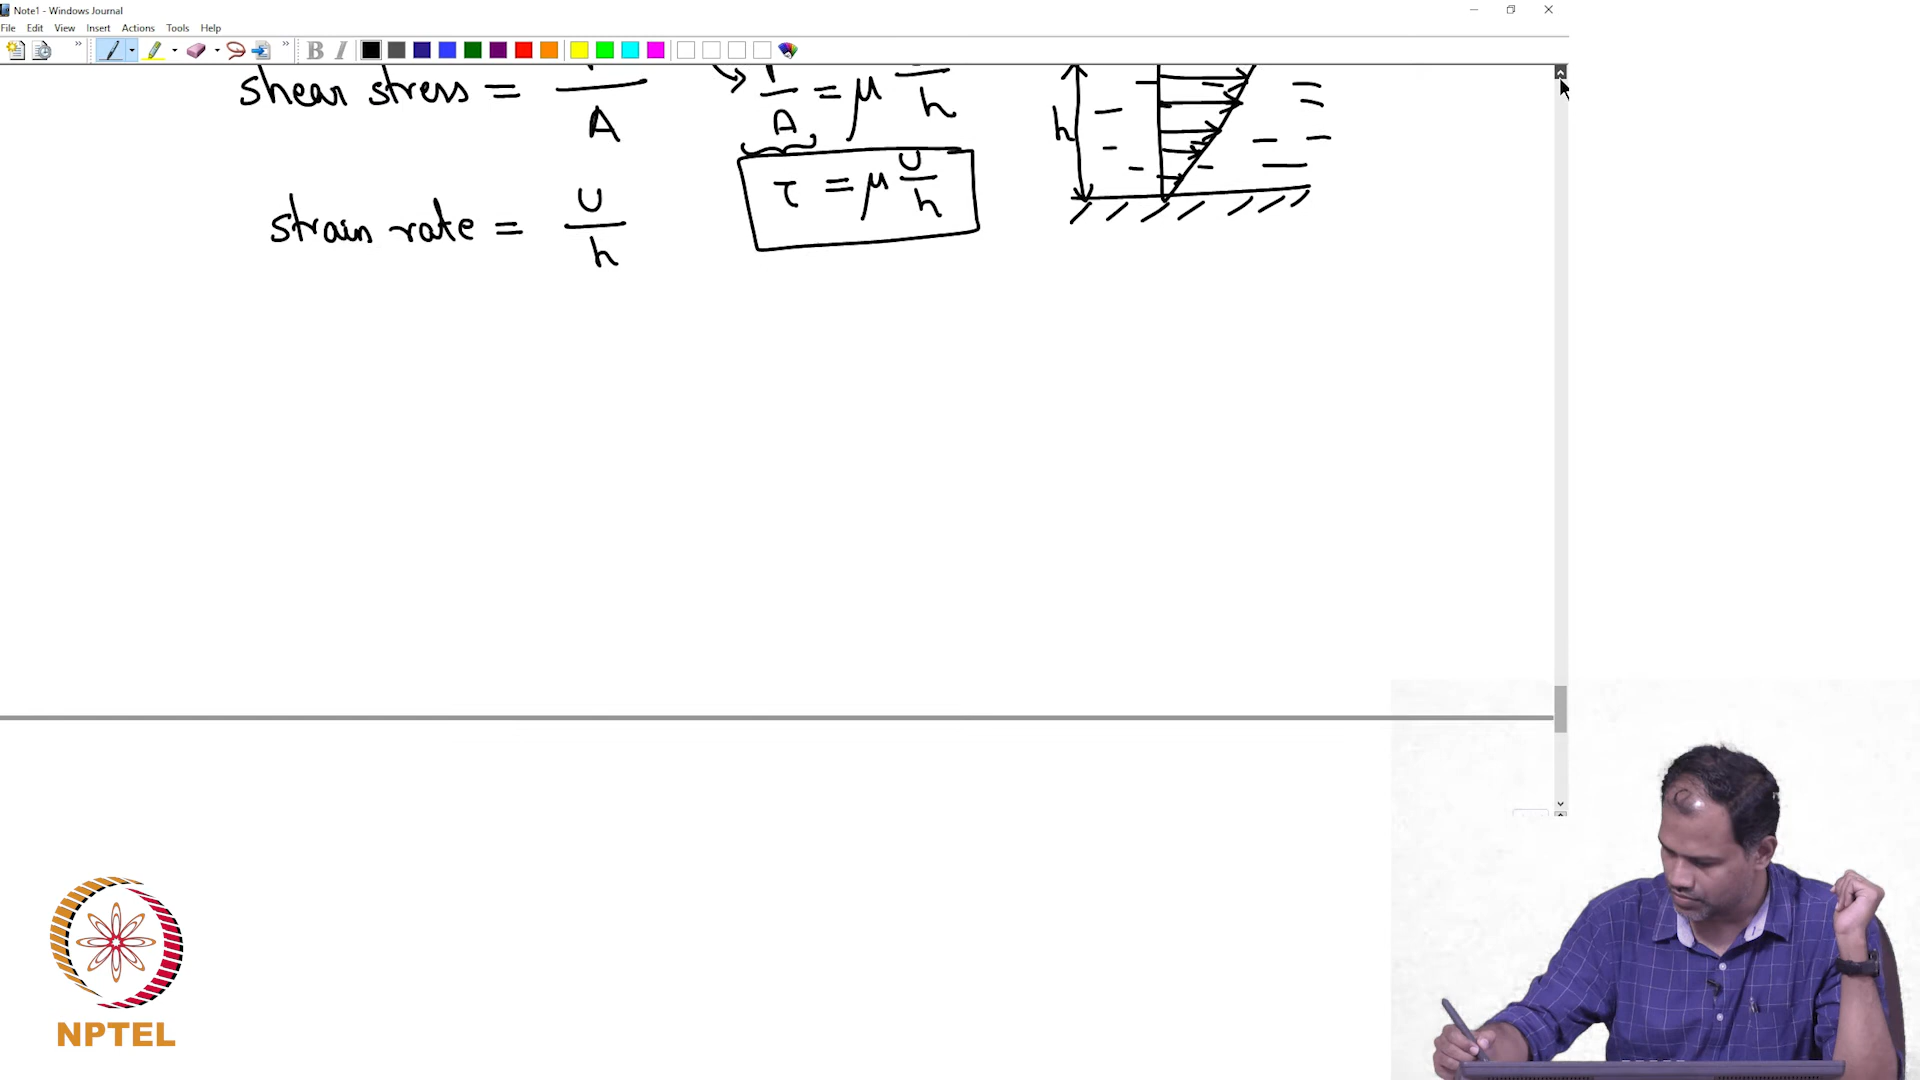 Note1 - Windows Journal
File Edit View Insert Actions Tools Help
B I
shear stress = /A
/A = μ /h
h
τ = μ U/h
strain rate = U/h
NPTEL